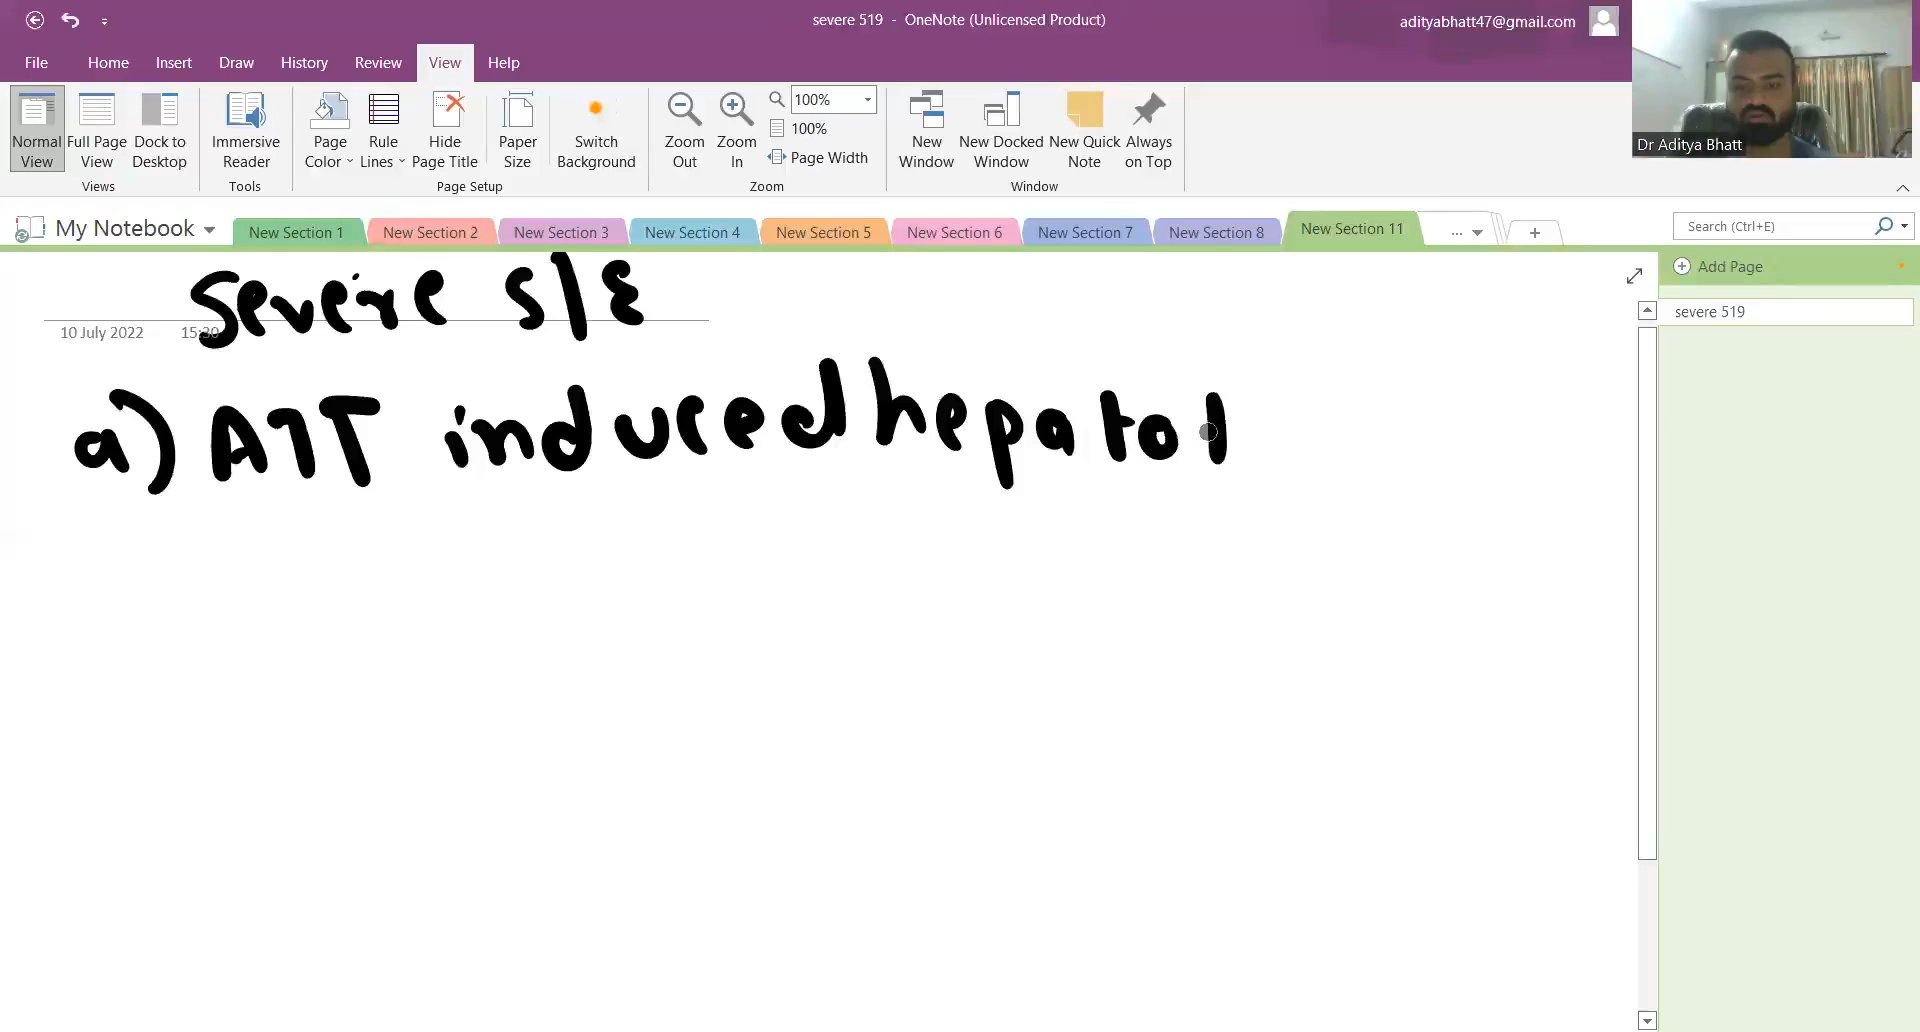 severe 519 - OneNote (Unlicensed Product)
adityabhatt47@gmail.com
File Home Insert Draw History Review View Help
Normal View
Full Page View
Dock to Desktop
Immersive Reader
Page Color
Rule Lines
Hide Page Title
Paper Size
Switch Background
Zoom Out
Zoom In
100%
100%
Page Width
New Window
New Docked Window
New Quick Note
Always on Top
Views Tools Page Setup Zoom Window
Dr Aditya Bhatt
My Notebook
New Section 1 New Section 2 New Section 3 New Section 4 New Section 5 New Section 6 New Section 7 New Section 8 New Section 11 ... +
Search (Ctrl+E)
Add Page
severe 519
Severe S/E
10 July 2022 15:30
a) ATT induced hepatot